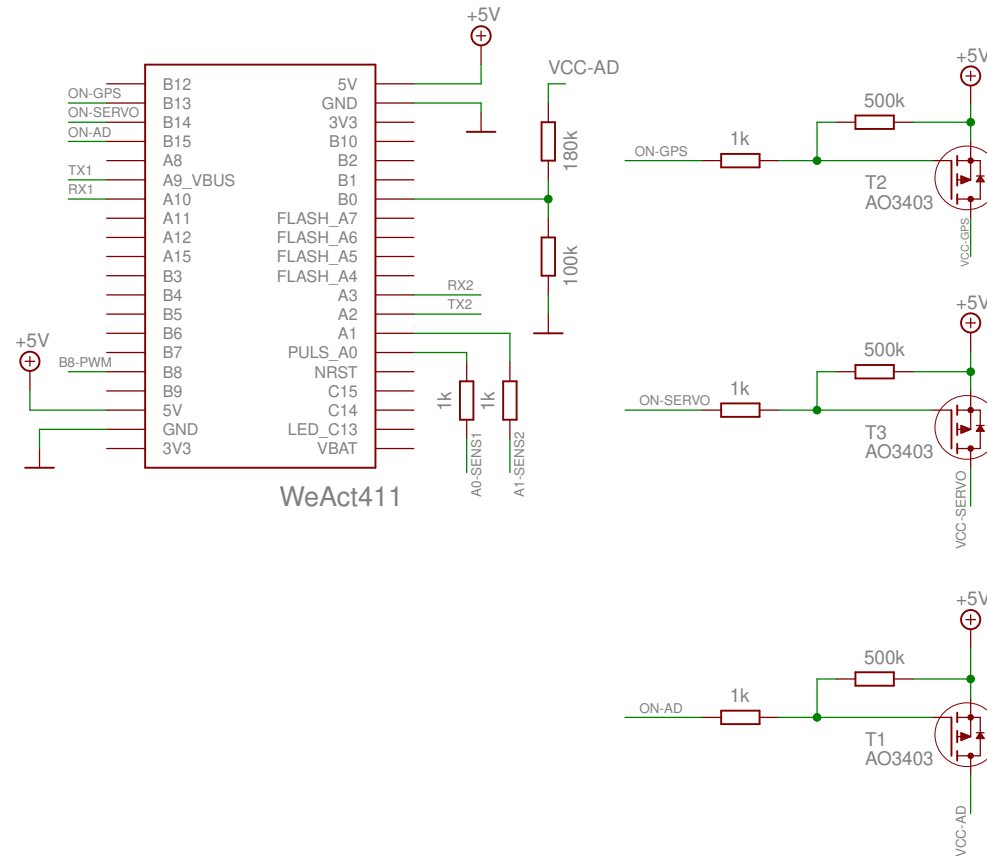 +5V
ON-GPS
ON-SERVO
ON-AD
TX1
RX1
+5V
B8-PWM
B12
B13
B14
B15
A8
A9_VBUS
A10
A11
A12
A15
B3
B4
B5
B6
B7
B8
B9
5V
GND
3V3
5V
GND
3V3
B10
B2
B1
B0
FLASH_A7
FLASH_A6
FLASH_A5
FLASH_A4
A3
A2
A1
PULS_A0
NRST
C15
C14
LED_C13
VBAT
WeAct411
VCC-AD
180k
100k
RX2
TX2
1k
1k
A0-SENS1
A1-SENS2
+5V
500k
1k
ON-GPS
T2
AO3403
VCC-GPS
+5V
500k
1k
ON-SERVO
T3
AO3403
VCC-SERVO
+5V
500k
1k
ON-AD
T1
AO3403
VCC-AD